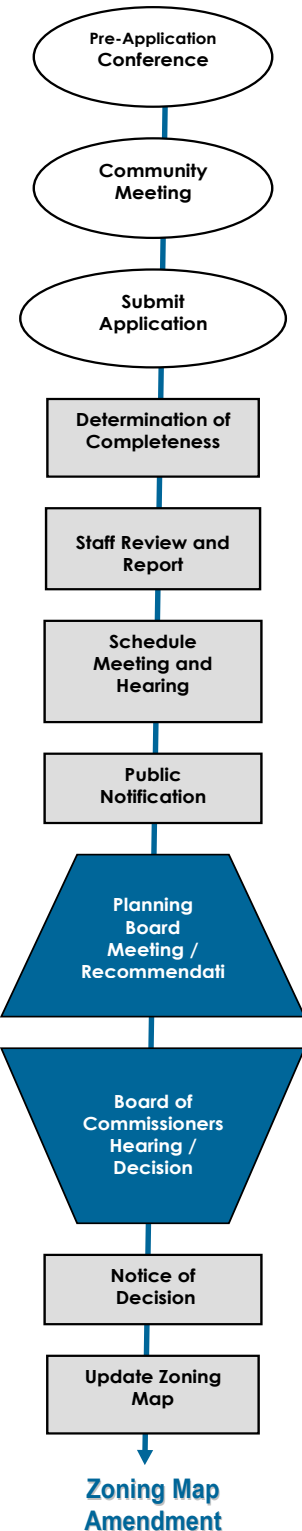 Pre-Application
Conference
Community
Meeting
Submit
Application
Determination of
Completeness
Staff Review and
Report
Schedule
Meeting and
Hearing
Public
Notification
Planning
Board
Meeting /
Recommendati
Board of
Commissioners
Hearing /
Decision
Notice of
Decision
Update Zoning
Map
Zoning Map
Amendment